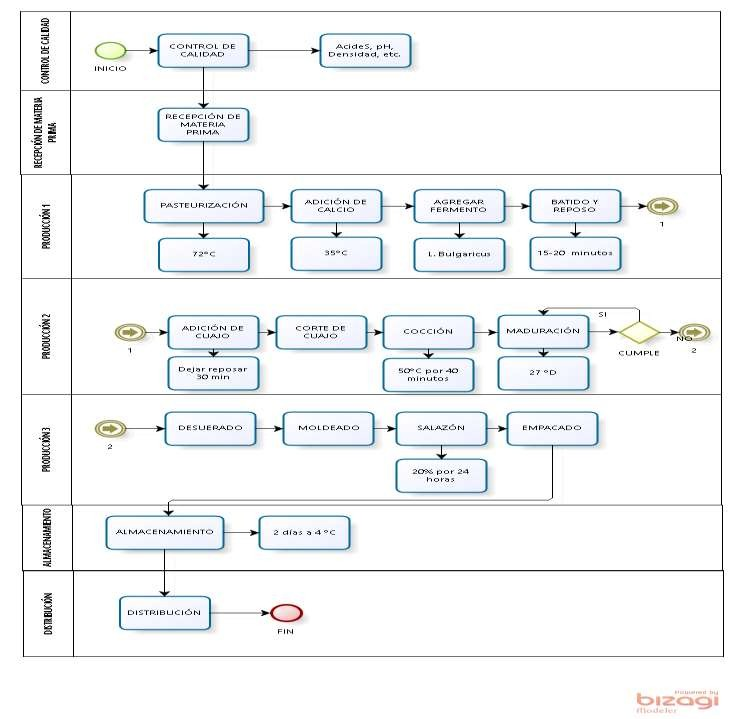 CONTROL DE CALIDAD
INICIO
CONTROL DE
CALIDAD
AcideS, pH,
Densidad, etc.
RECEPCIÓN DE MATERIA
PRIMA
RECEPCIÓN DE
MATERIA
PRIMA
PRODUCCIÓN 1
PASTEURIZACIÓN
ADICIÓN DE
CALCIO
AGREGAR
FERMENTO
BATIDO Y
REPOSO
1
72°C
35°C
L. Bulgaricus
15-20 minutos
PRODUCCIÓN 2
1
ADICIÓN DE
CUAJO
CORTE DE
CUAJO
COCCIÓN
MADURACIÓN
SI
CUMPLE
NO
2
Dejar reposar
30 min
50°C por 40
minutos
27 °D
PRODUCCIÓN 3
2
DESUERADO
MOLDEADO
SALAZÓN
EMPACADO
20% por 24
horas
ALMACENAMIENTO
ALMACENAMIENTO
2 días a 4 °C
DISTRIBUCIÓN
DISTRIBUCIÓN
FIN
Powered by
bizagi
Modeler